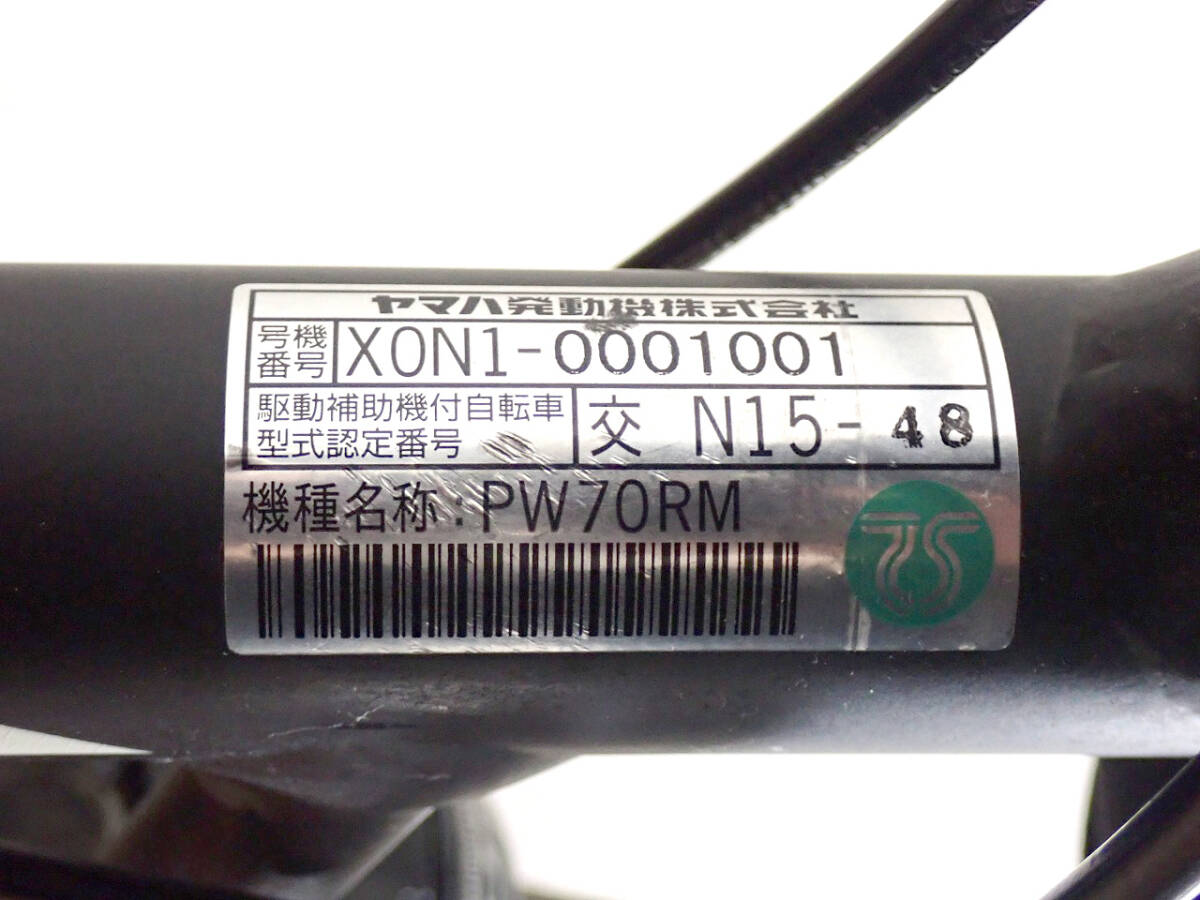 ヤマハ発動機株式会社
号機番号 X0N1-0001001
駆動補助機付自転車
型式認定番号 交 N15-48
機種名称:PW70RM
TS